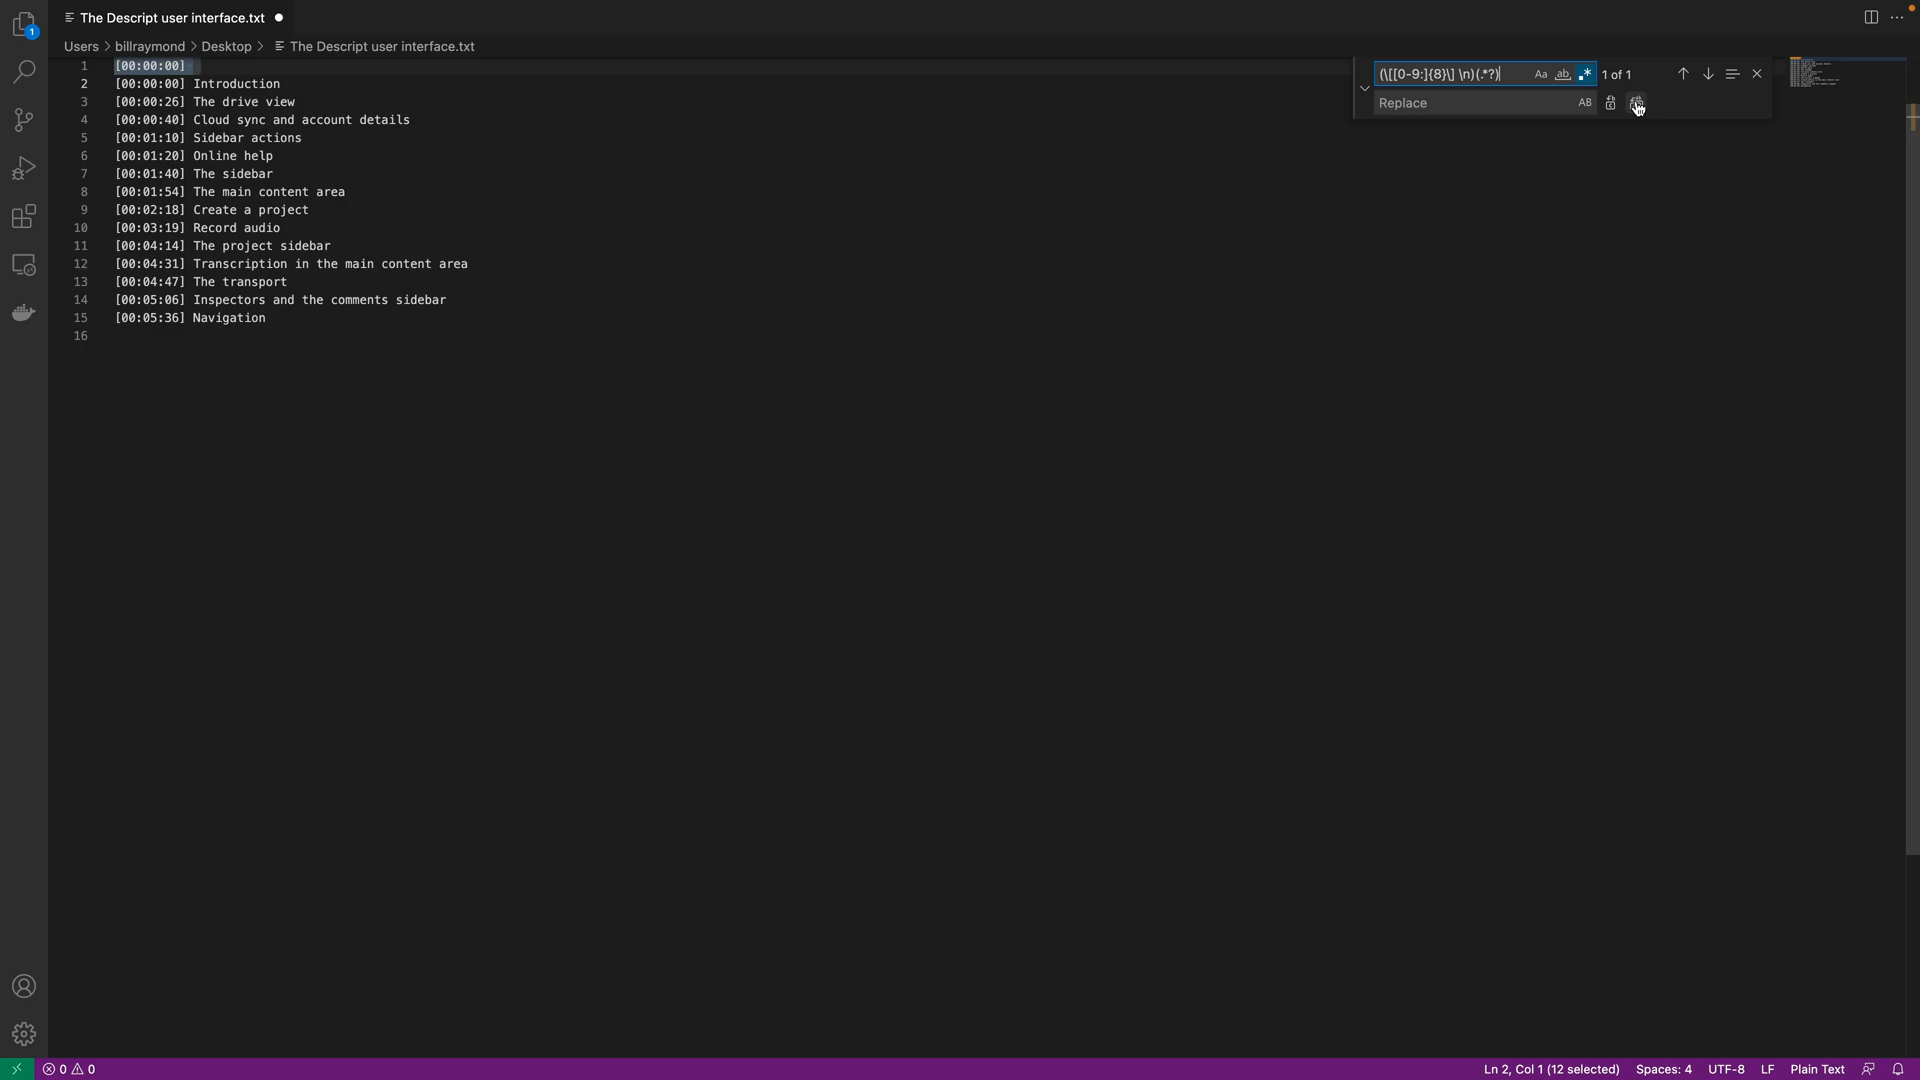 The Descript user interface.txt
Users > billraymond > Desktop > The Descript user interface.txt
1 [00:00:00]
2 [00:00:00] Introduction
3 [00:00:26] The drive view
4 [00:00:40] Cloud sync and account details
5 [00:01:10] Sidebar actions
6 [00:01:20] Online help
7 [00:01:40] The sidebar
8 [00:01:54] The main content area
9 [00:02:18] Create a project
10 [00:03:19] Record audio
11 [00:04:14] The project sidebar
12 [00:04:31] Transcription in the main content area
13 [00:04:47] The transport
14 [00:05:06] Inspectors and the comments sidebar
15 [00:05:36] Navigation
16
(\[[0-9:]{8}\] \n)(.*?) Aa ab .* 1 of 1
Replace AB
1
0 0
Ln 2, Col 1 (12 selected) Spaces: 4 UTF-8 LF Plain Text